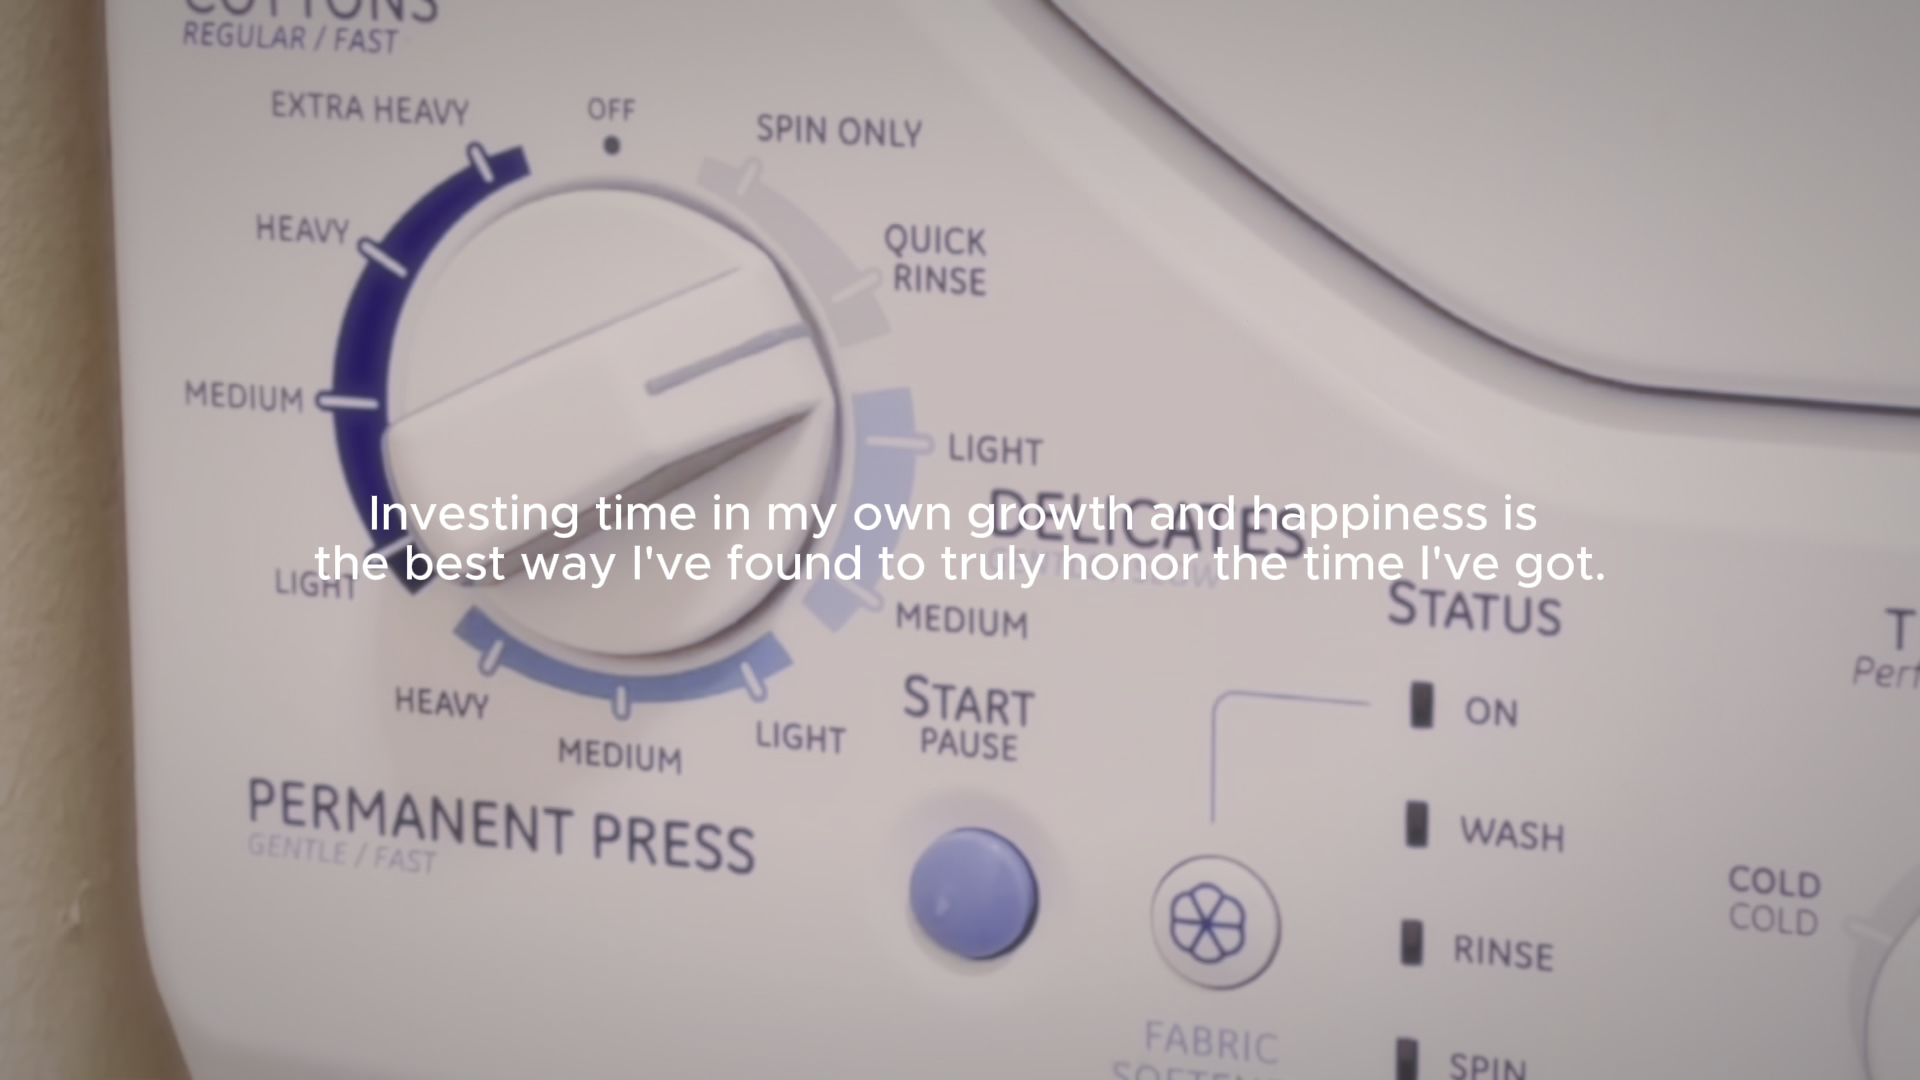 REGULAR / FAST
EXTRA HEAVY
OFF
SPIN ONLY
HEAVY
QUICK
RINSE
MEDIUM
LIGHT
DELICATES
Investing time in my own growth and happiness is
the best way I've found to truly honor the time I've got.
LIGHT
MEDIUM
STATUS
HEAVY
MEDIUM
LIGHT
START
PAUSE
ON
PERMANENT PRESS
GENTLE / FAST
WASH
COLD
COLD
RINSE
FABRIC
SPIN